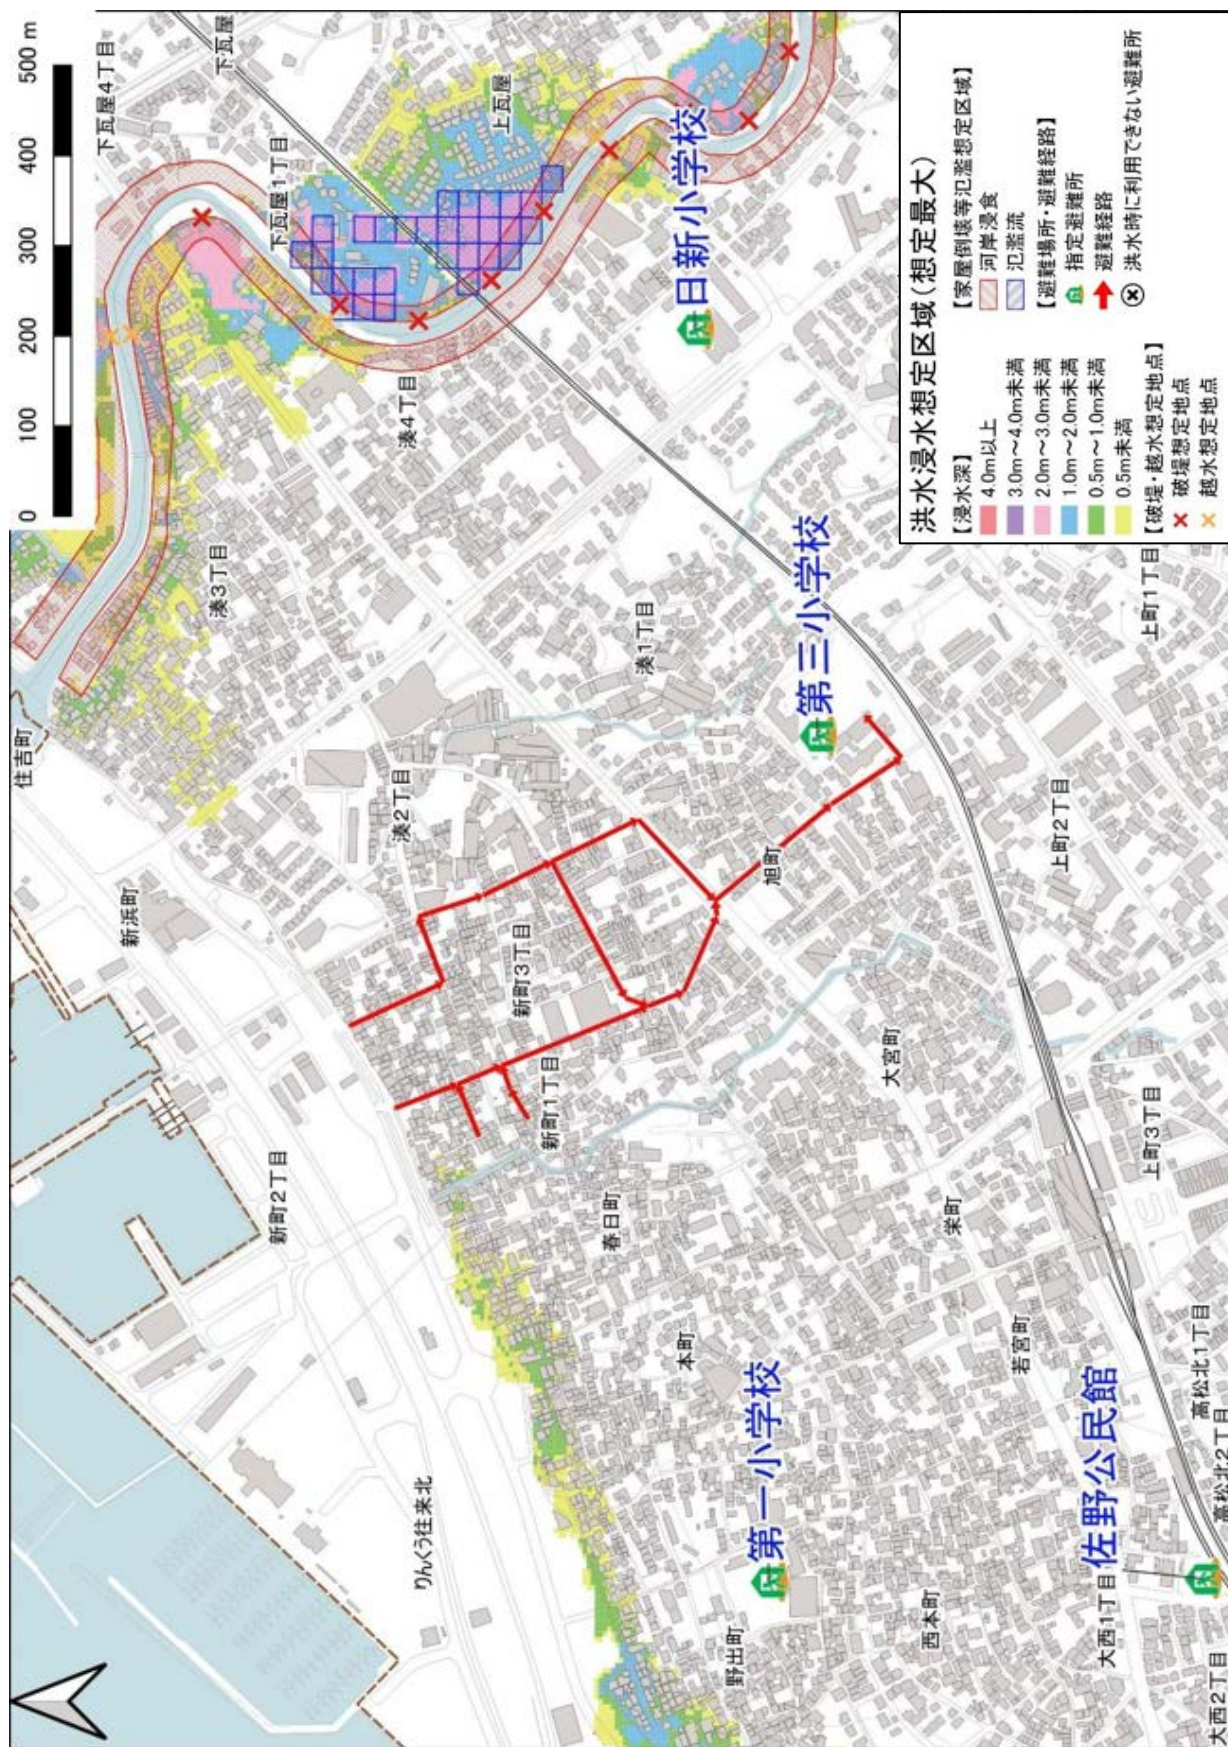 0 100 200 300 400 500 m
下瓦屋4丁目
下瓦屋
下瓦屋1丁目
上瓦屋
住吉町
湊3丁目
湊4丁目
日新小学校
新浜町
湊2丁目
湊1丁目
第三小学校
新町3丁目
旭町
新町2丁目
新町1丁目
大宮町
上町1丁目
上町2丁目
上町3丁目
春日町
栄町
りんくう往来北
本町
若宮町
第一小学校
佐野公民館
野出町
西本町
大西1丁目
大西2丁目
高松北1丁目
高松北2丁目
洪水浸水想定区域(想定最大)
【浸水深】
4.0m以上
3.0m～4.0m未満
2.0m～3.0m未満
1.0m～2.0m未満
0.5m～1.0m未満
0.5m未満
【破堤・越水想定地点】
破堤想定地点
越水想定地点
【家屋倒壊等氾濫想定区域】
河岸浸食
氾濫流
【避難場所・避難経路】
指定避難所
避難経路
洪水時に利用できない避難所